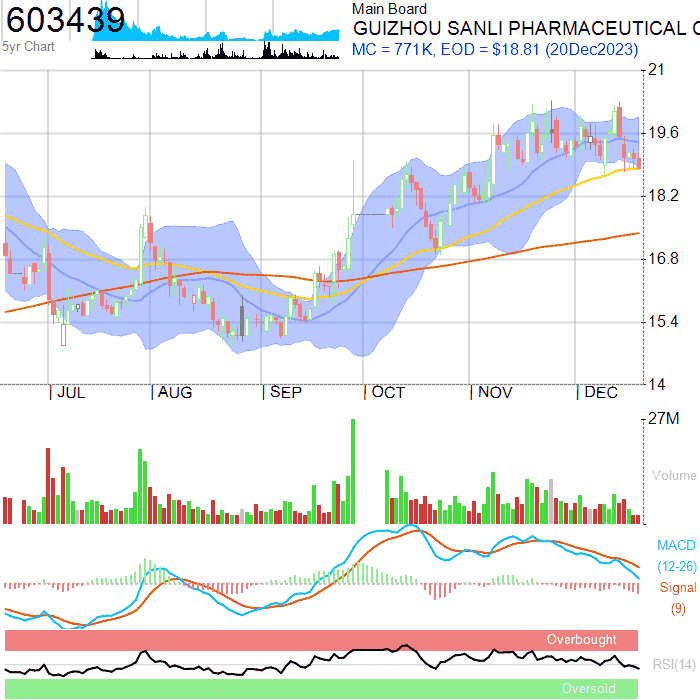 603439
5yr Chart
Main Board
GUIZHOU SANLI PHARMACEUTICAL C
MC = 771K, EOD = $18.81 (20Dec2023)
21
19.6
18.2
16.8
15.4
14
JUL AUG SEP OCT NOV DEC
27M
Volume
MACD
(12-26)
Signal
(9)
Overbought
RSI(14)
Oversold